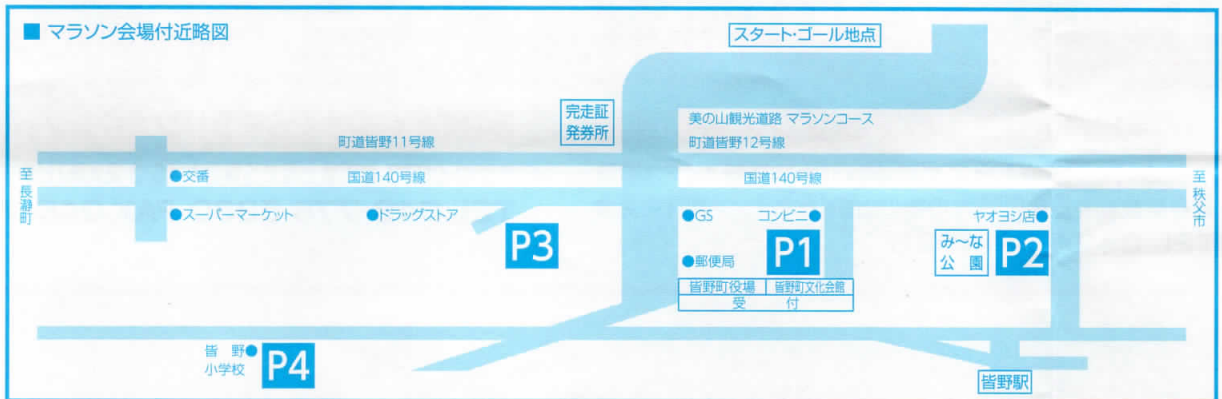 ■ マラソン会場付近略図
スタート・ゴール地点
完走証
発券所
美の山観光道路 マラソンコース
町道皆野11号線
町道皆野12号線
至長瀞町
●交番
国道140号線
国道140号線
至秩父市
●スーパーマーケット
●ドラッグストア
●GS
コンビニ●
ヤオヨシ店●
P3
●郵便局
P1
み〜な
公 園
P2
皆野町役場
皆野町文化会館
受 付
皆 野●
小学校
P4
皆野駅